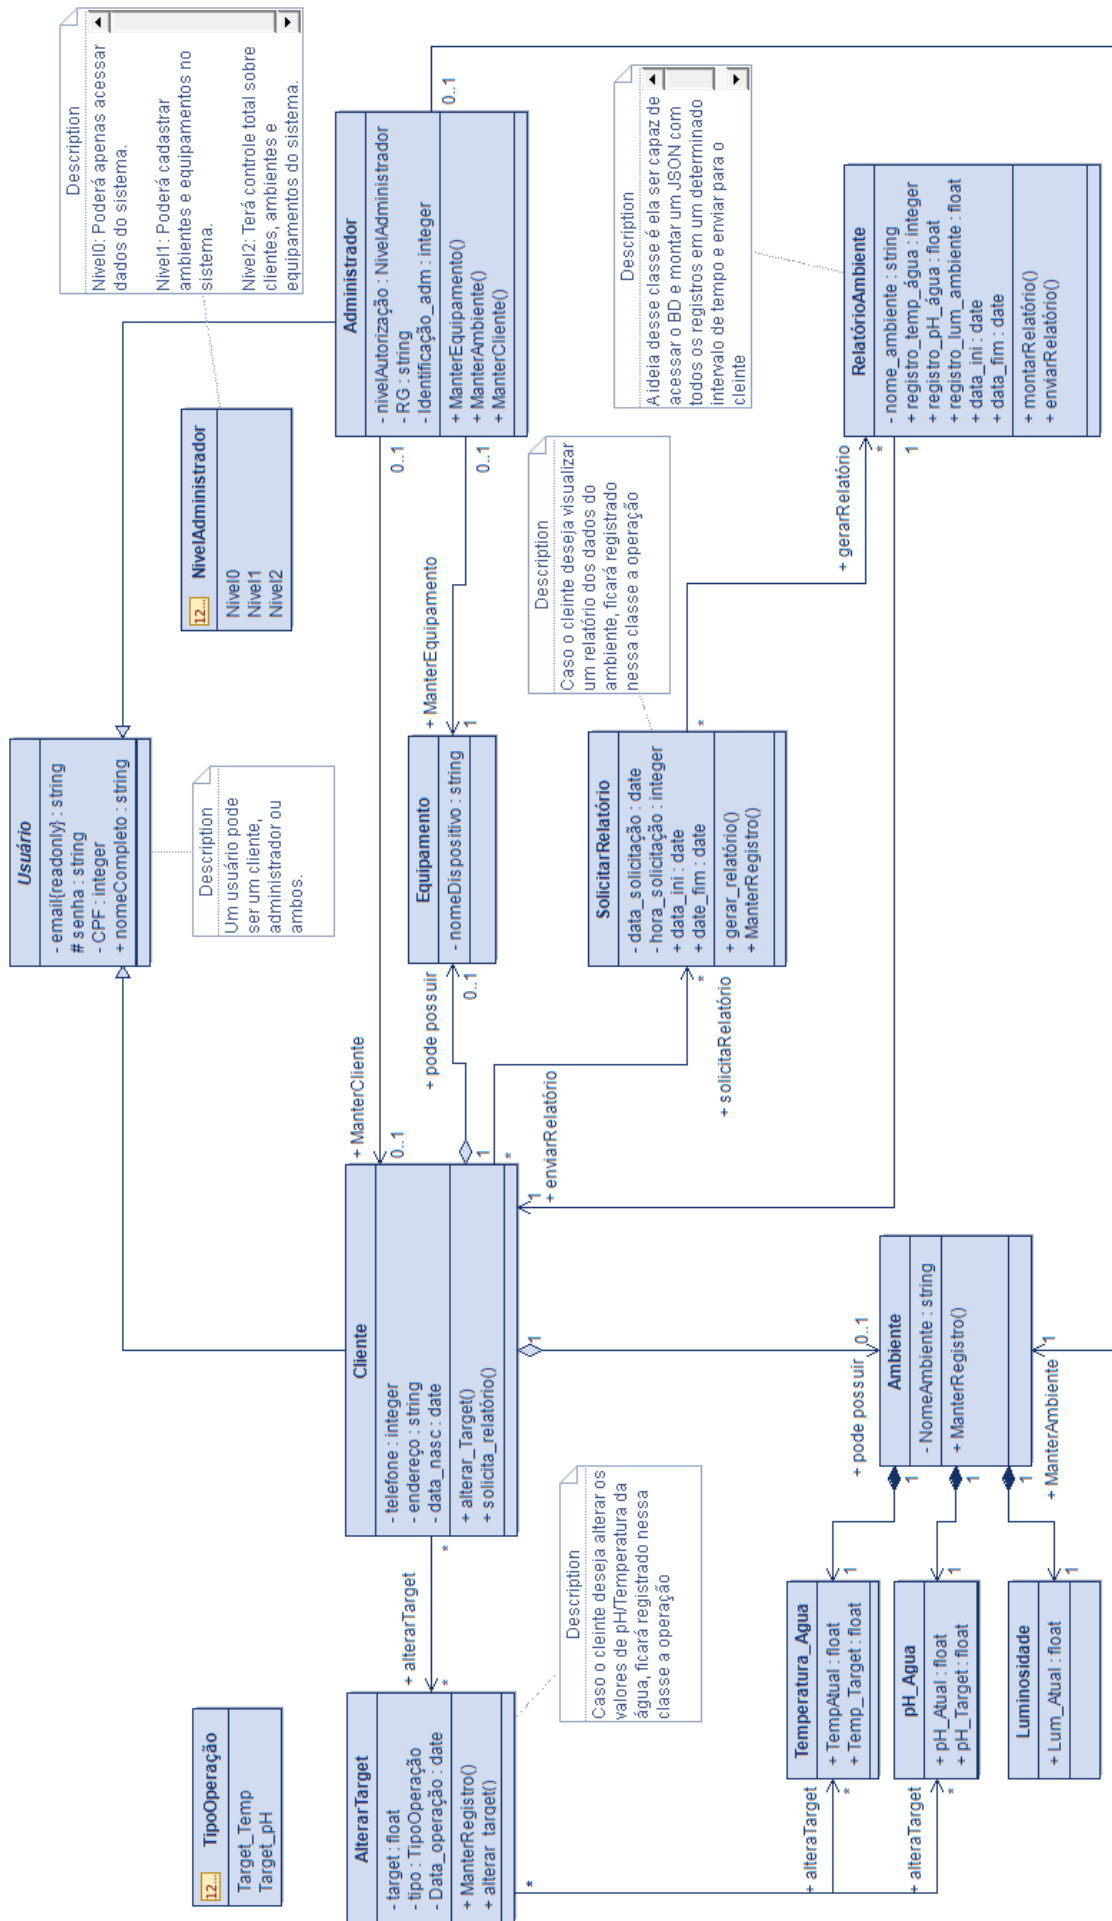 12...
TipoOperação
Target_Temp
Target_pH
Usuário
- email{readonly} : string
# senha : string
- CPF : integer
+ nomeCompleto : string
Description
Um usuário pode
ser um cliente,
administrador ou
ambos.
12...
NivelAdministrador
Nivel0
Nivel1
Nivel2
Description
Nivel0: Poderá apenas acessar
dados do sistema.
Nivel1: Poderá cadastrar
ambientes e equipamentos no
sistema.
Nivel2: Terá controle total sobre
clientes, ambientes e
equipamentos do sistema.
AlterarTarget
- target : float
- tipo : TipoOperação
- Data_operação : date
+ ManterRegistro()
+ alterar_target()
+ alterarTarget
*
*
*
Cliente
- telefone : integer
- endereço : string
- data_nasc : date
+ alterar_Target()
+ solicita_relatório()
+ ManterCliente
0..1
0..1
Administrador
- nivelAutorização : NivelAdministrador
- RG : string
- Identificação_adm : integer
+ ManterEquipamento()
+ ManterAmbiente()
+ ManterCliente()
0..1
0..1
+ pode possuir
1
0..1
Equipamento
- nomeDispositivo : string
+ ManterEquipamento
1
Description
Caso o cleinte deseja alterar os
valores de pH/Temperatura da
água, ficará registrado nessa
classe a operação
*
1
+ enviarRelatório
1
+ solicitaRelatório
*
SolicitarRelatório
- data_solicitação : date
- hora_solicitação : integer
+ data_ini : date
+ date_fim : date
+ gerar_relatório()
+ ManterRegistro()
*
Description
Caso o cleinte deseja visualizar
um relatório dos dados do
ambiente, ficará registrado
nessa classe a operação
Description
A ideia desse classe é ela ser capaz de
acessar o BD e montar um JSON com
todos os registros em um determinado
intervalo de tempo e enviar para o
cleinte
+ alteraTarget
*
Temperatura_Agua
+ TempAtual : float
+ Temp_Target : float
1
+ alteraTarget
*
pH_Agua
+ pH_Atual : float
+ pH_Target : float
1
Luminosidade
+ Lum_Atual : float
1
+ pode possuir
0..1
Ambiente
- NomeAmbiente : string
+ ManterRegistro()
1
1
1
+ ManterAmbiente
1
+ gerarRelatório
*
1
RelatórioAmbiente
- nome_ambiente : string
+ registro_temp_água : integer
+ registro_pH_água : float
+ registro_lum_ambiente : float
+ data_ini : date
+ data_fim : date
+ montarRelatório()
+ enviarRelatório()